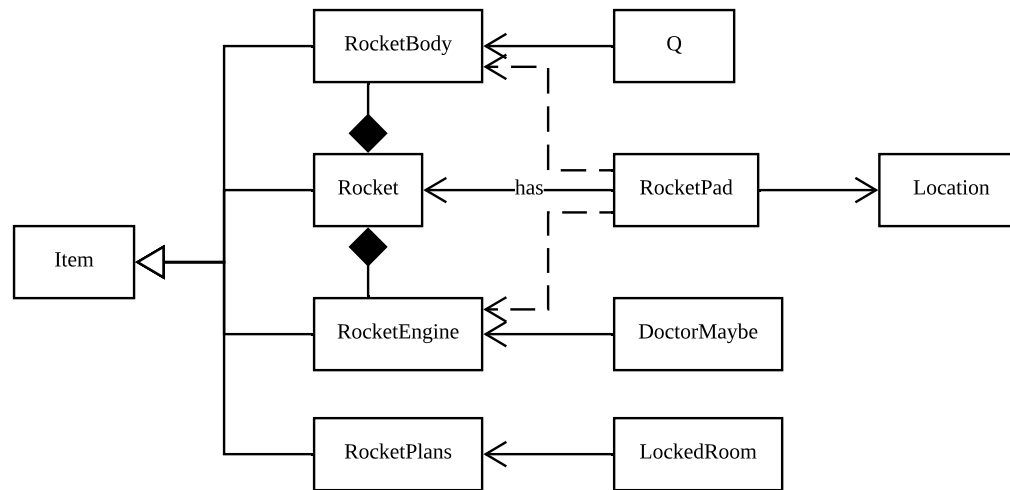 RocketBody
Q
Rocket
has
RocketPad
Location
Item
RocketEngine
DoctorMaybe
RocketPlans
LockedRoom